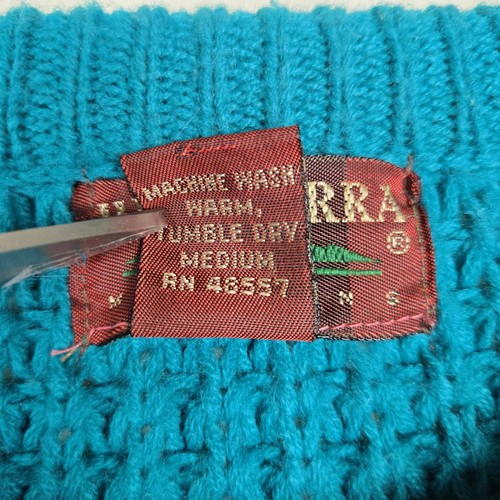 MACHINE WASH
WARM,
TUMBLE DRY
MEDIUM
RN 48557
RRA
®
N S